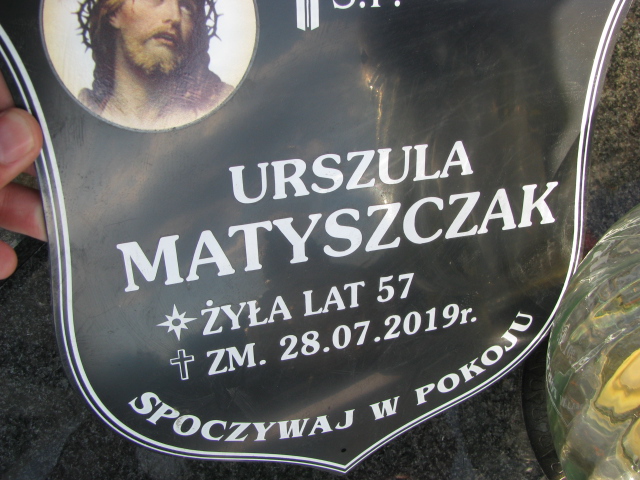 Ś.P.
URSZULA
MATYSZCZAK
ŻYŁA LAT 57
ZM. 28.07.2019r.
SPOCZYWAJ W POKOJU